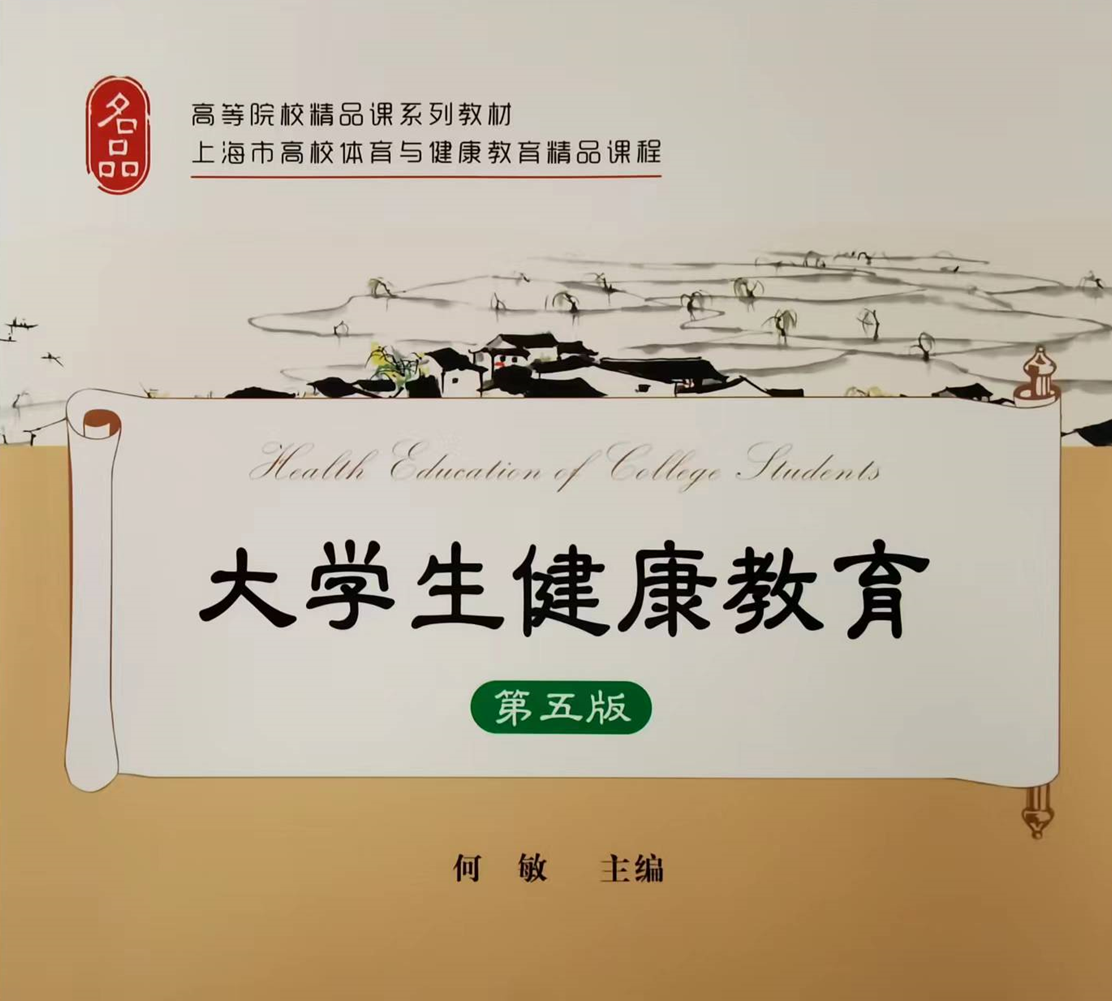 名品
高等院校精品课系列教材
上海市高校体育与健康教育精品课程
Health Education of College Students
大学生健康教育
第五版
何 敏 主编